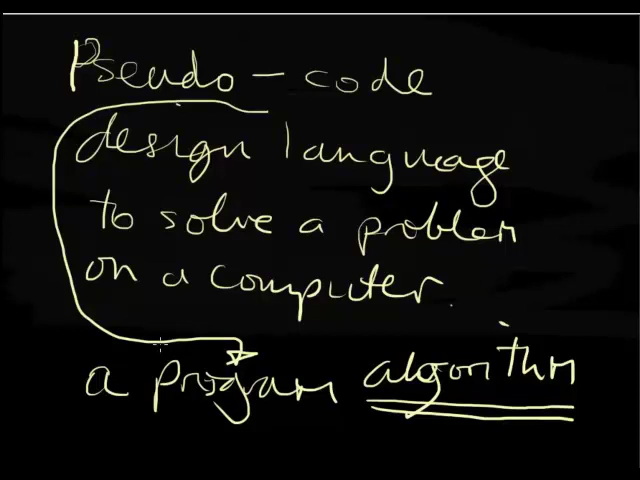 Pseudo - code
design language
to solve a problem
on a computer.
a program algorithm